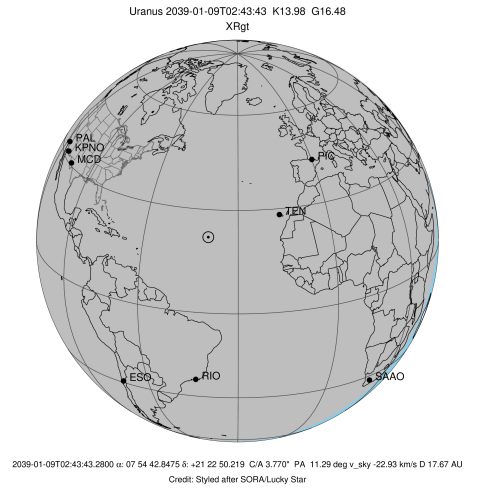 Uranus 2039-01-09T02:43:43 K13.98 G16.48
XRgt
PAL
KPNO
MCD
PIC
TEN
ESO
RIO
SAAO
2039-01-09T02:43:43.2800 α: 07 54 42.8475 δ: +21 22 50.219 C/A 3.770" PA 11.29 deg v_sky -22.93 km/s D 17.67 AU
Credit: Styled after SORA/Lucky Star